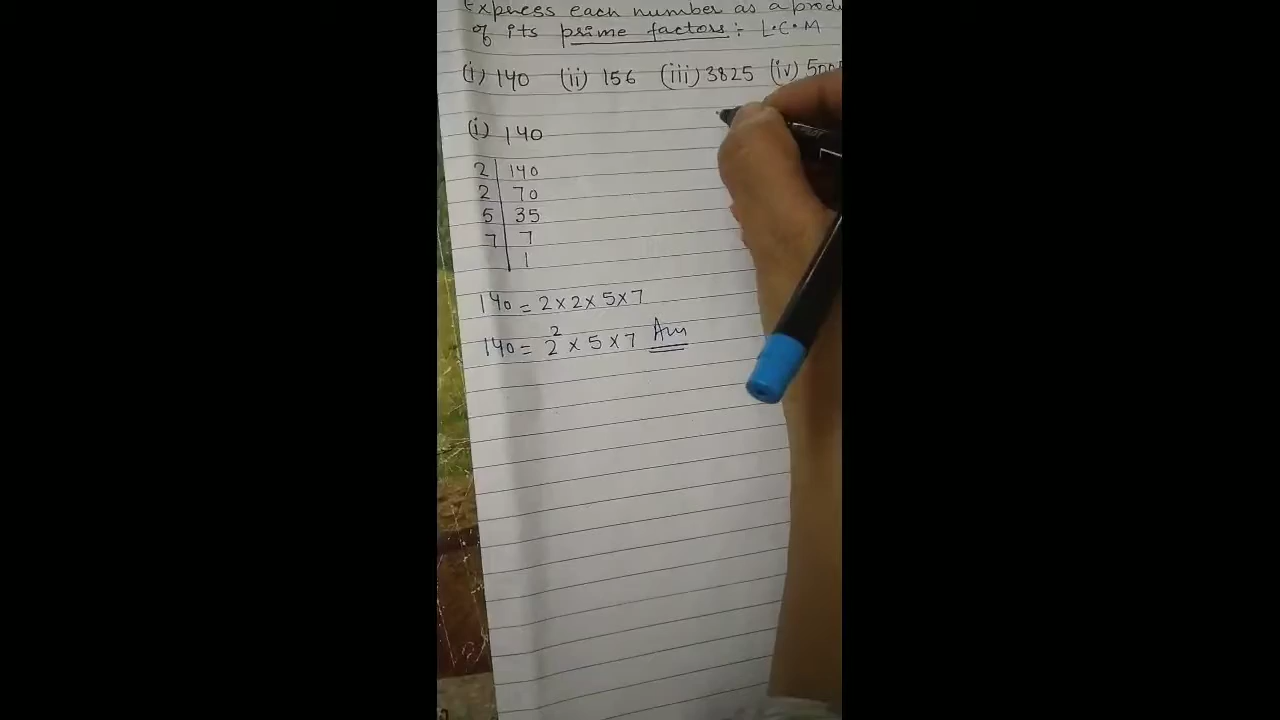 Express each number as a produ
of its prime factors :- L.C.M
(i) 140 (ii) 156 (iii) 3825 (iv)
(i) 140
2 | 140
2 | 70
5 | 35
7 | 7
1
140 = 2 × 2 × 5 × 7
140 = 2² × 5 × 7 Ans